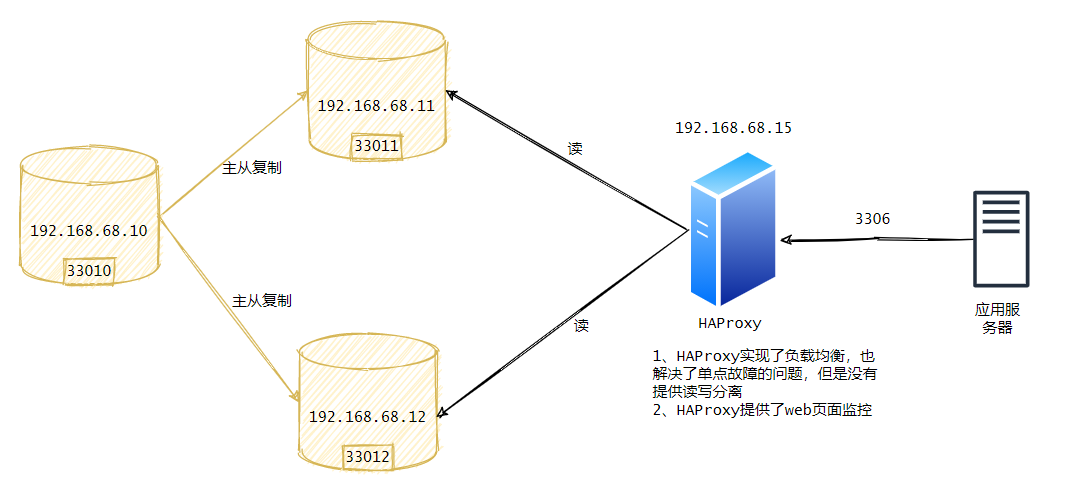 192.168.68.11
33011
主从复制
192.168.68.10
33010
主从复制
192.168.68.12
33012
读
读
192.168.68.15
HAProxy
1、HAProxy实现了负载均衡，也
解决了单点故障的问题，但是没有
提供读写分离
2、HAProxy提供了web页面监控
3306
应用服
务器